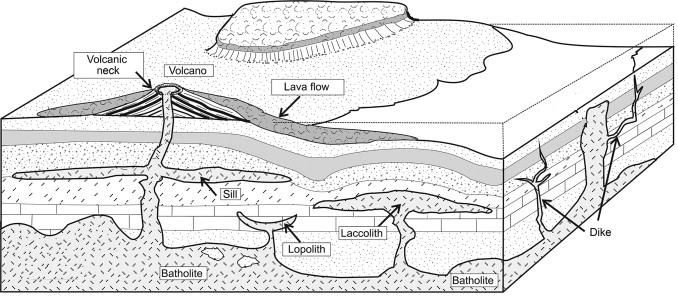 Volcanic
neck
Volcano
Lava flow
Sill
Laccolith
Lopolith
Dike
Batholite
Batholite